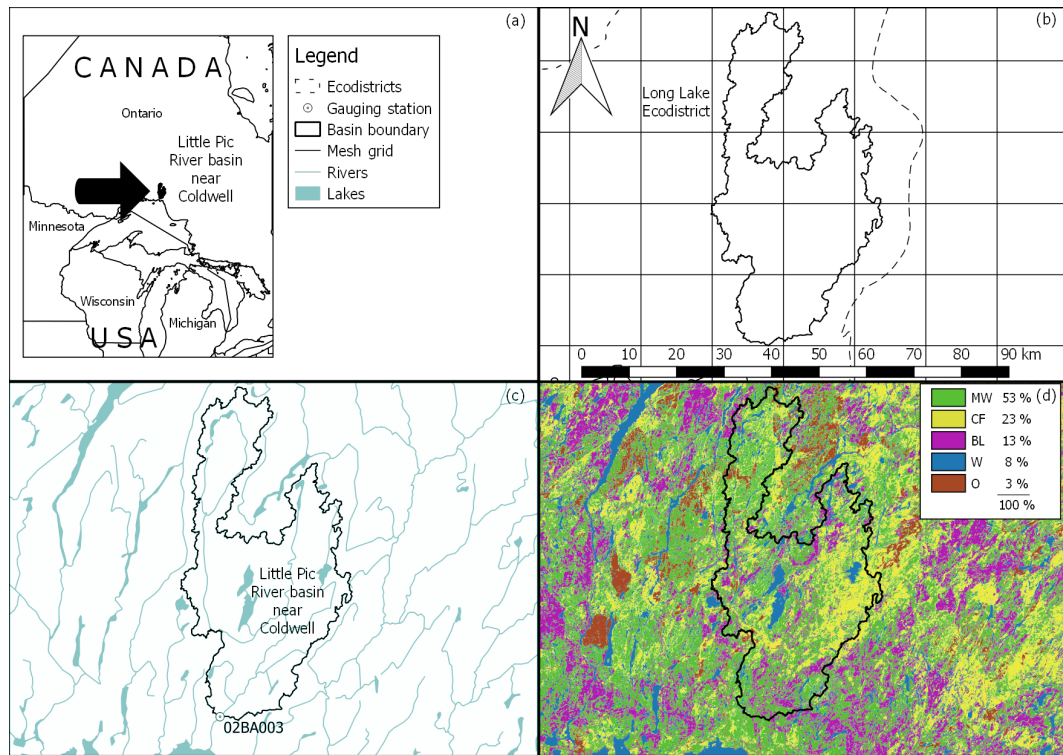 (a)
CANADA
Ontario
Little Pic
River basin
near
Coldwell
Minnesota
Wisconsin
Michigan
USA
Legend
Ecodistricts
Gauging station
Basin boundary
Mesh grid
Rivers
Lakes
(b)
N
Long Lake
Ecodistrict
0 10 20 30 40 50 60 70 80 90 km
(c)
Little Pic
River basin
near
Coldwell
02BA003
(d)
MW 53 %
CF 23 %
BL 13 %
W 8 %
O 3 %
100 %